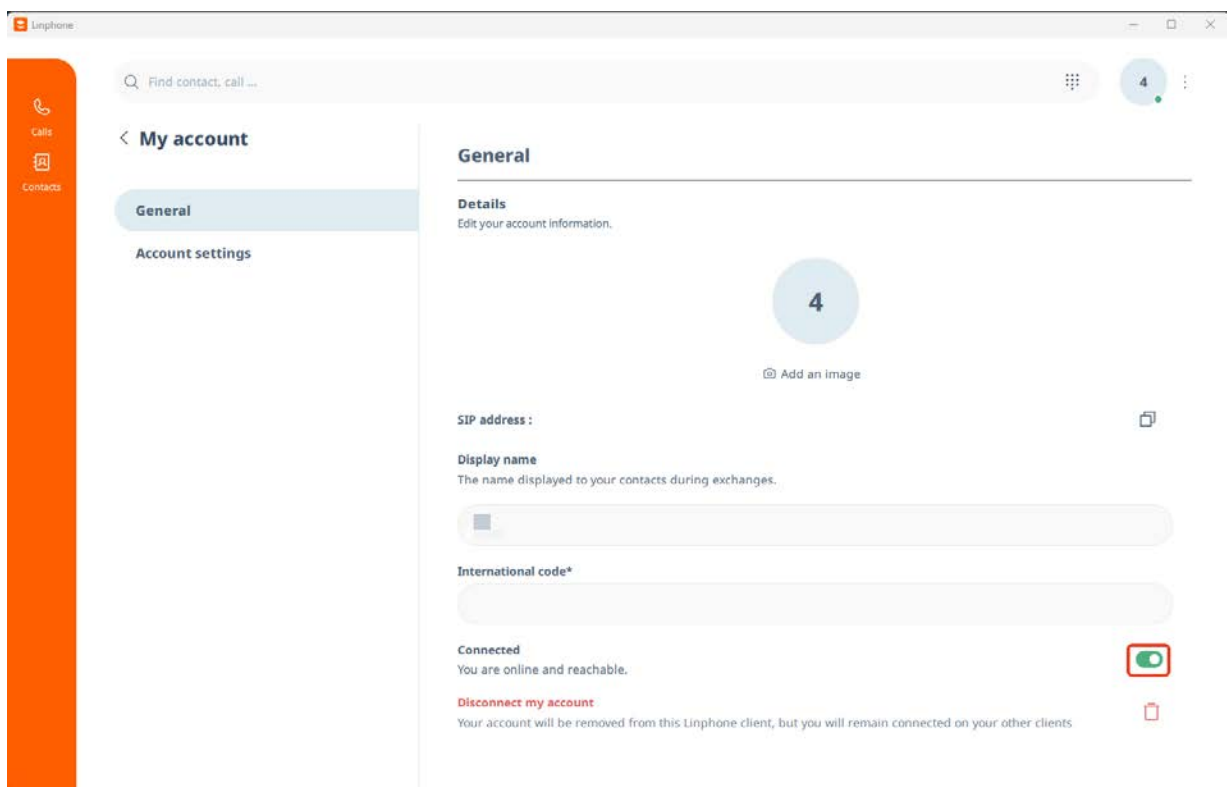 Linphone
Find contact, call ...
4
Calls
Contacts
My account
General
Account settings
General
Details
Edit your account information.
4
Add an image
SIP address :
Display name
The name displayed to your contacts during exchanges.
International code*
Connected
You are online and reachable.
Disconnect my account
Your account will be removed from this Linphone client, but you will remain connected on your other clients